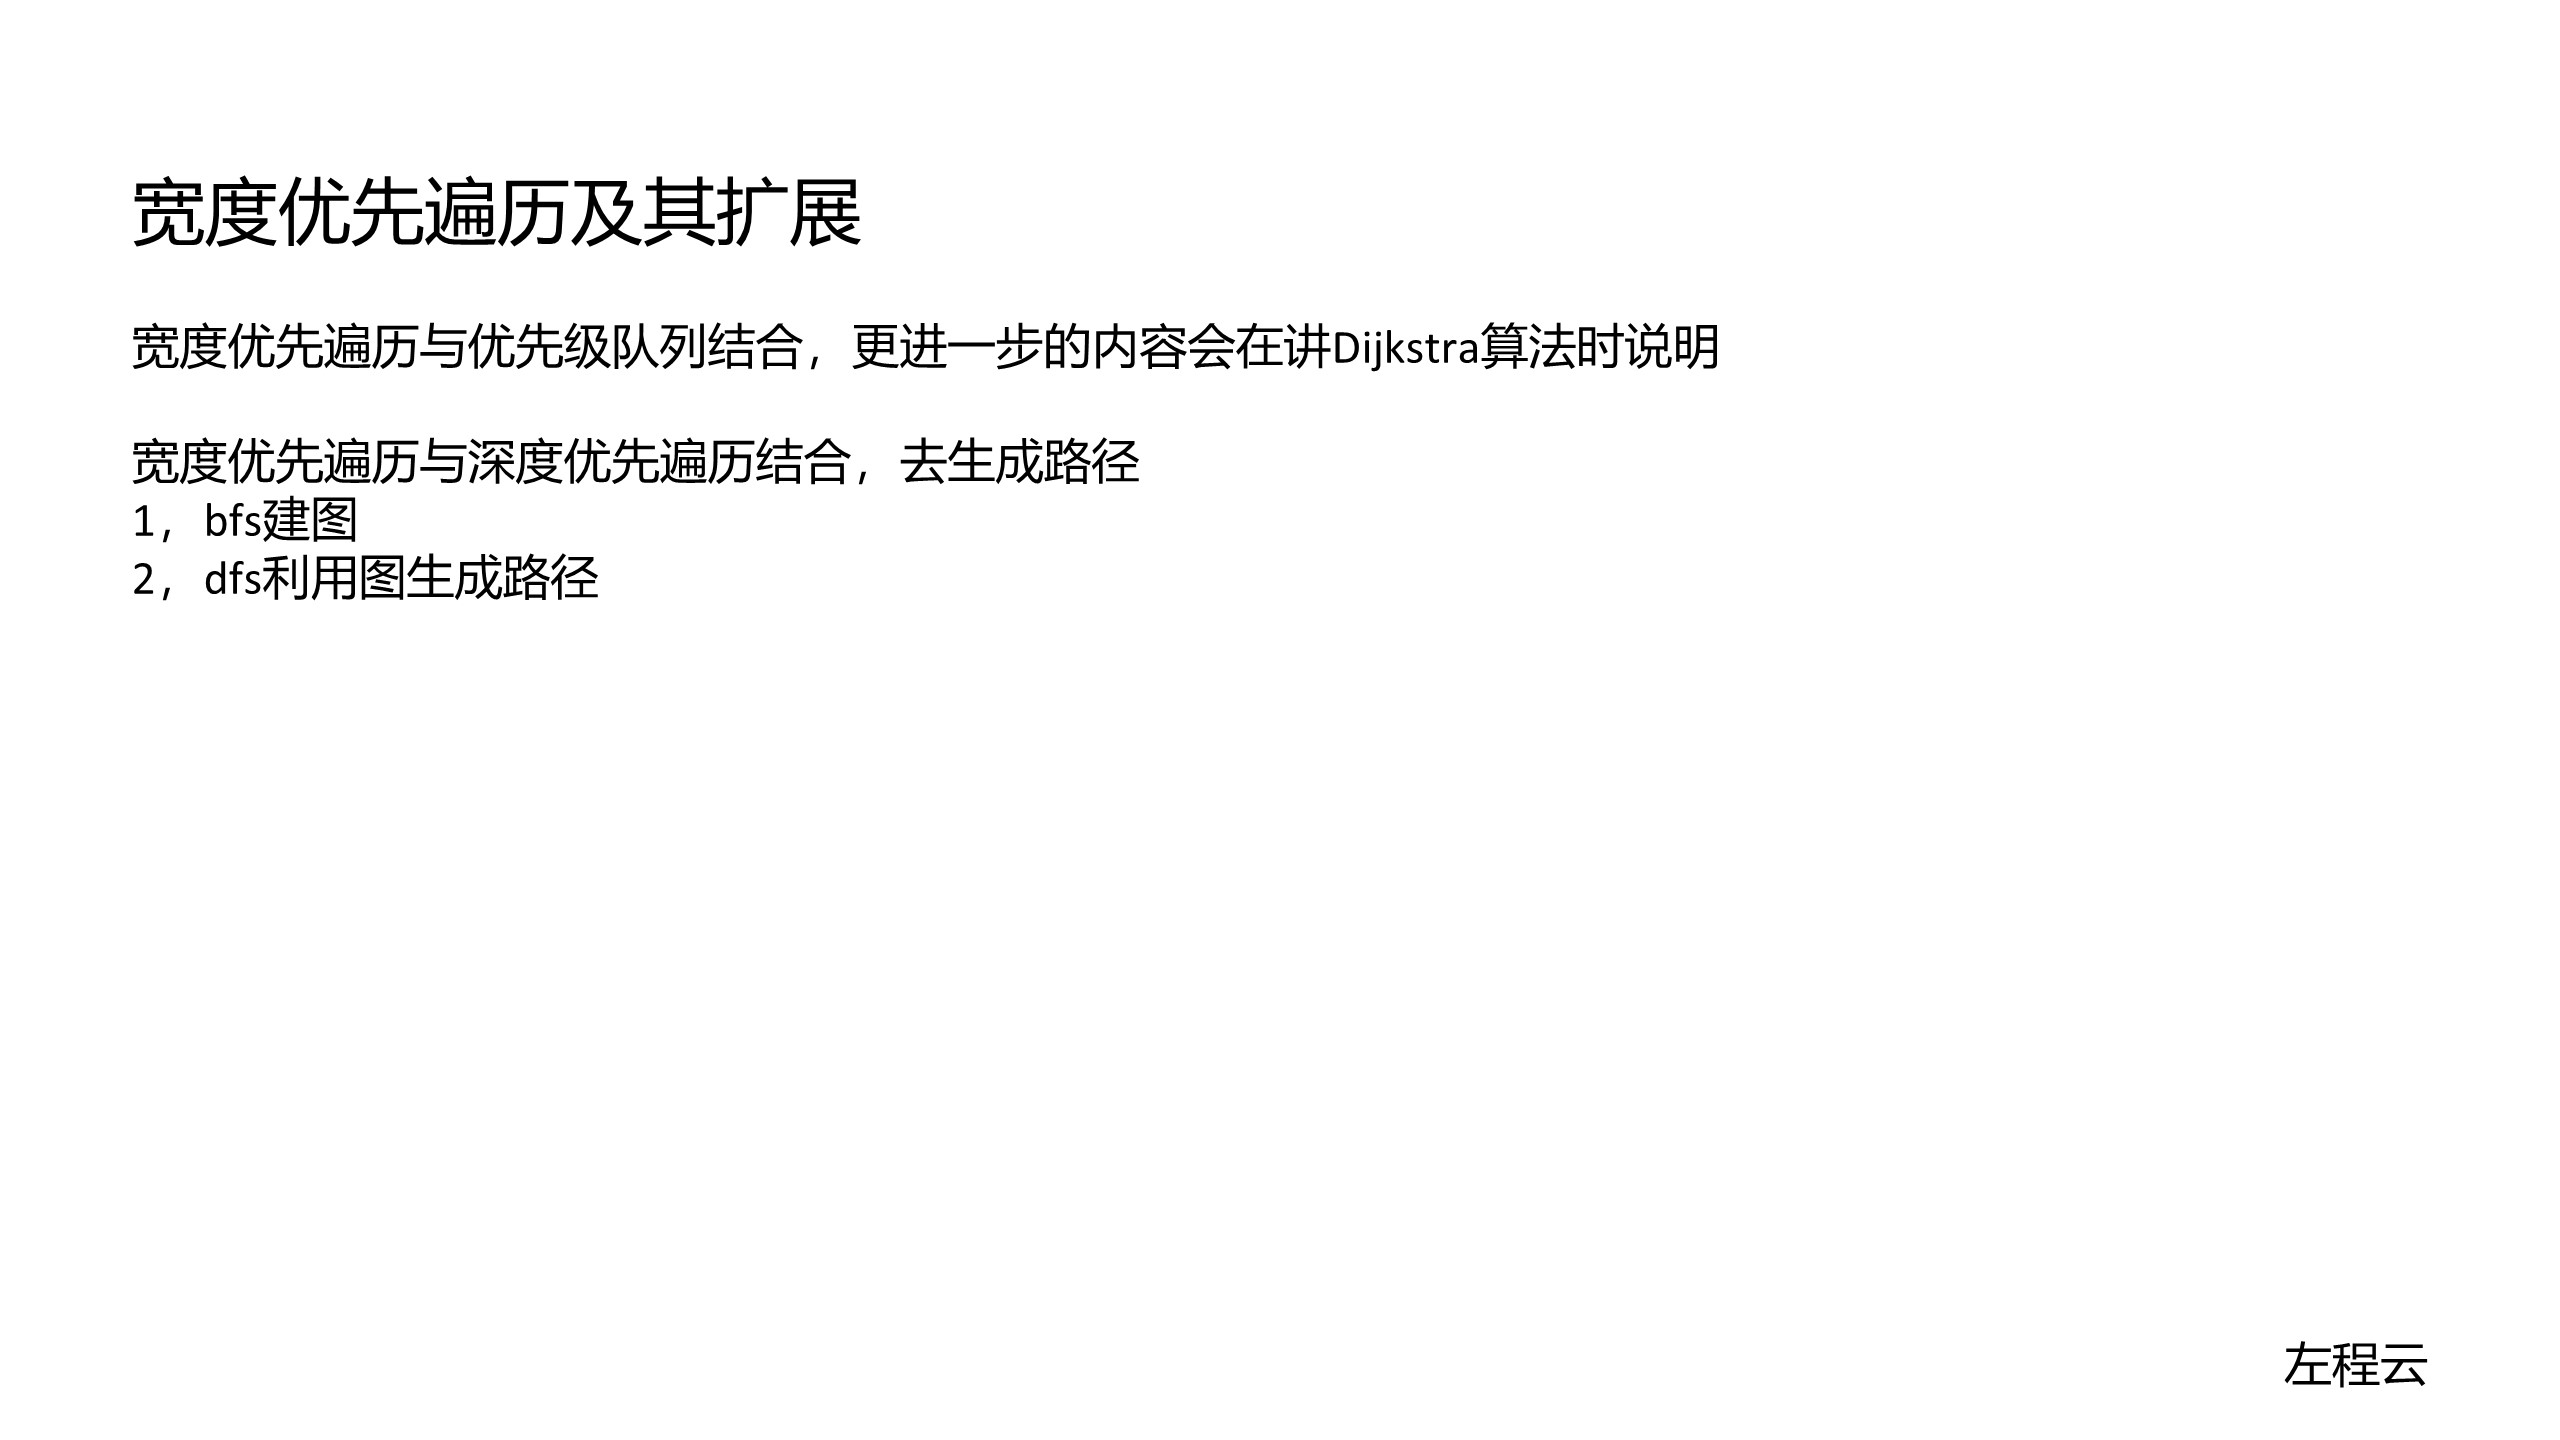 宽度优先遍历及其扩展
宽度优先遍历与优先级队列结合，更进一步的内容会在讲Dijkstra算法时说明
宽度优先遍历与深度优先遍历结合，去生成路径
1，bfs建图
2，dfs利用图生成路径
左程云